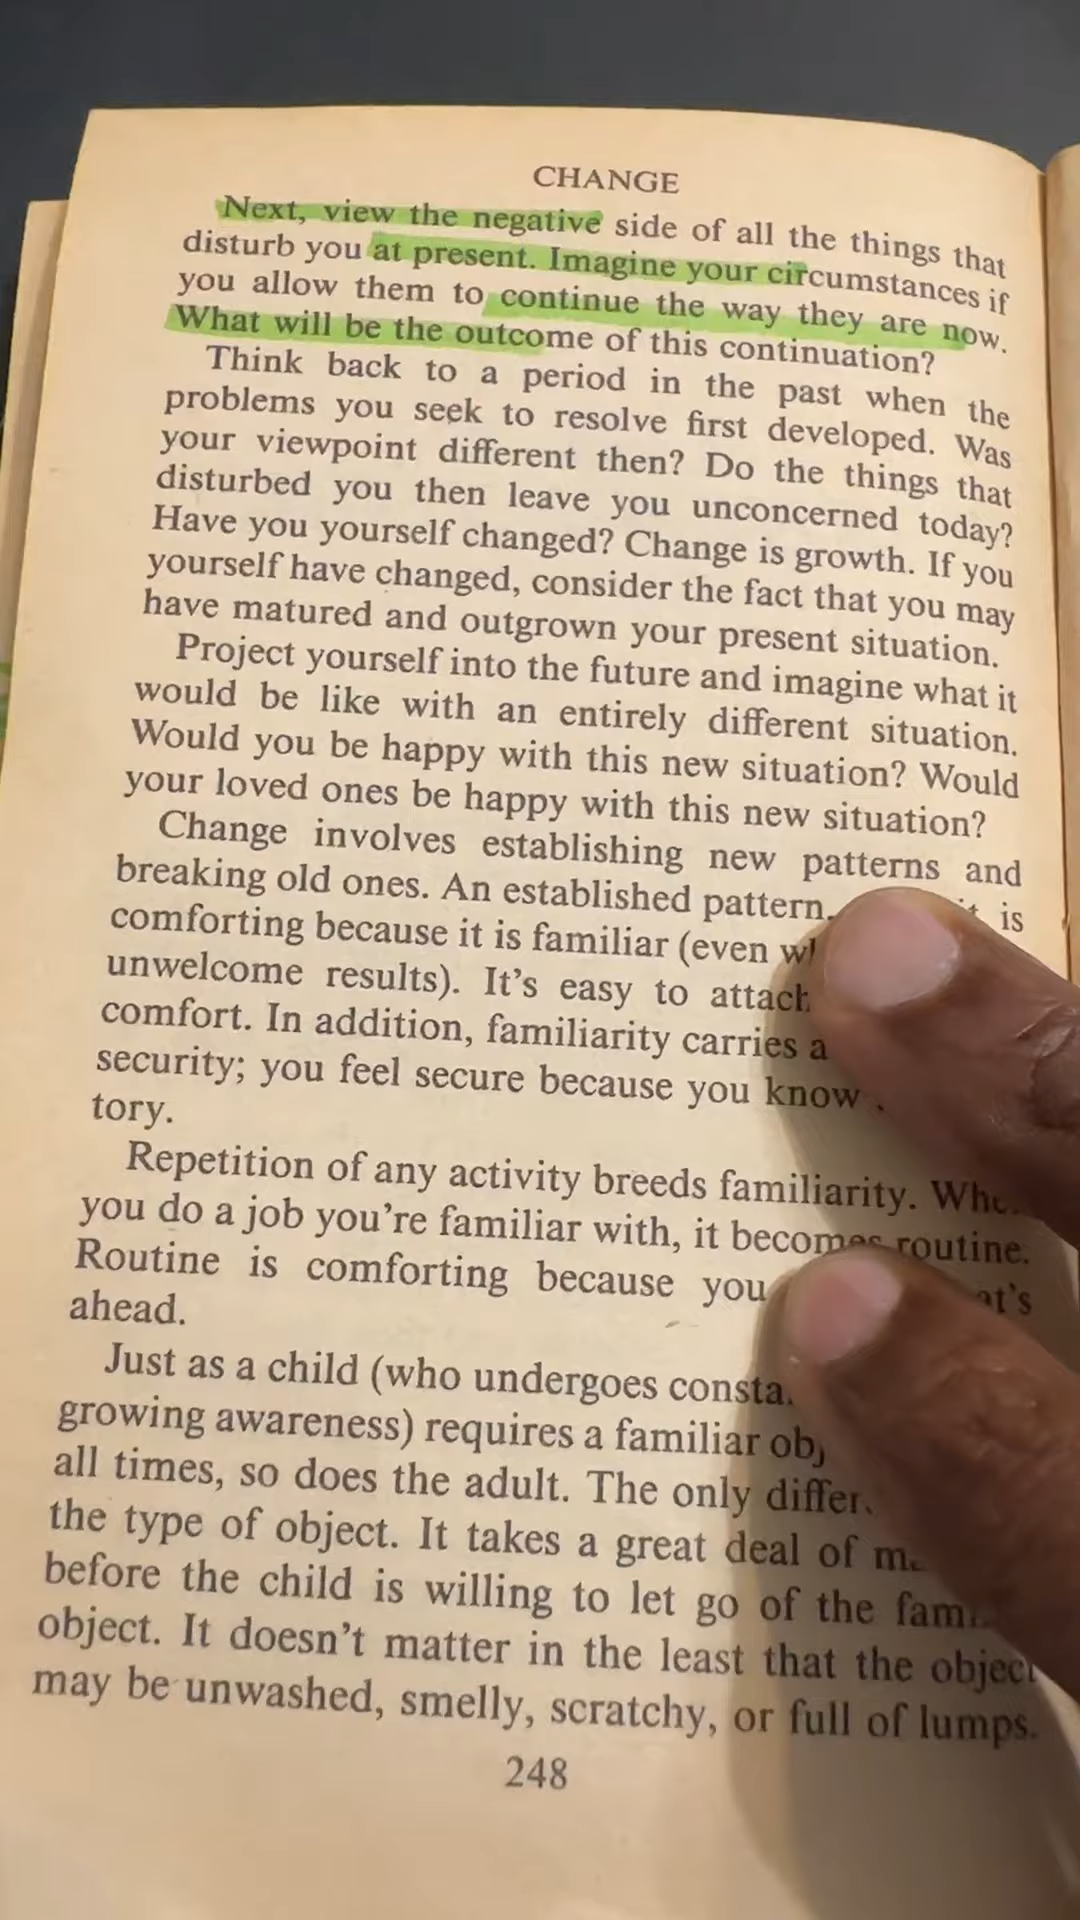 CHANGE
Next, view the negative side of all the things that
disturb you at present. Imagine your circumstances if
you allow them to continue the way they are now.
What will be the outcome of this continuation?
Think back to a period in the past when the
problems you seek to resolve first developed. Was
your viewpoint different then? Do the things that
disturbed you then leave you unconcerned today?
Have you yourself changed? Change is growth. If you
yourself have changed, consider the fact that you may
have matured and outgrown your present situation.
Project yourself into the future and imagine what it
would be like with an entirely different situation.
Would you be happy with this new situation? Would
your loved ones be happy with this new situation?
Change involves establishing new patterns and
breaking old ones. An established pattern, it is
comforting because it is familiar (even
unwelcome results). It's easy to attach
comfort. In addition, familiarity carries a
security; you feel secure because you know
tory.
Repetition of any activity breeds familiarity. When
you do a job you're familiar with, it becomes routine.
Routine is comforting because you
ahead.
Just as a child (who undergoes
growing awareness) requires a familiar
all times, so does the adult. The only
the type of object. It takes a great deal of
before the child is willing to let go of the
object. It doesn't matter in the least that the object
may be unwashed, smelly, scratchy, or full of lumps.
248